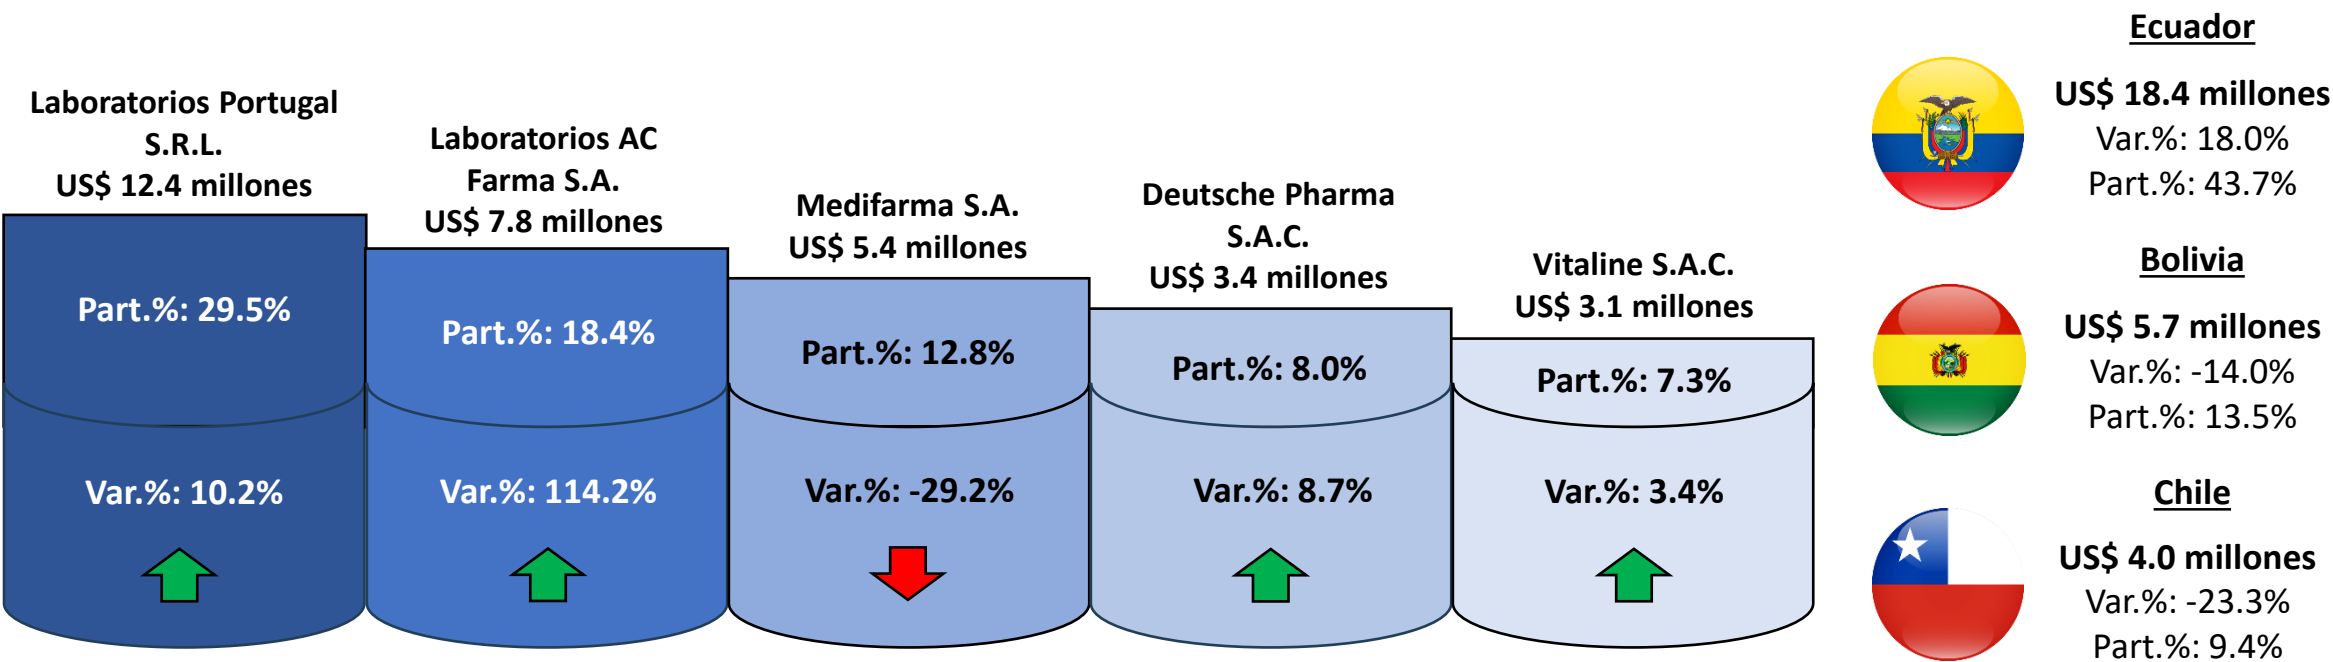 Laboratorios Portugal
S.R.L.
US$ 12.4 millones
Part.%: 29.5%
Var.%: 10.2%
Laboratorios AC
Farma S.A.
US$ 7.8 millones
Part.%: 18.4%
Var.%: 114.2%
Medifarma S.A.
US$ 5.4 millones
Part.%: 12.8%
Var.%: -29.2%
Deutsche Pharma
S.A.C.
US$ 3.4 millones
Part.%: 8.0%
Var.%: 8.7%
Vitaline S.A.C.
US$ 3.1 millones
Part.%: 7.3%
Var.%: 3.4%
Ecuador
US$ 18.4 millones
Var.%: 18.0%
Part.%: 43.7%
Bolivia
US$ 5.7 millones
Var.%: -14.0%
Part.%: 13.5%
Chile
US$ 4.0 millones
Var.%: -23.3%
Part.%: 9.4%